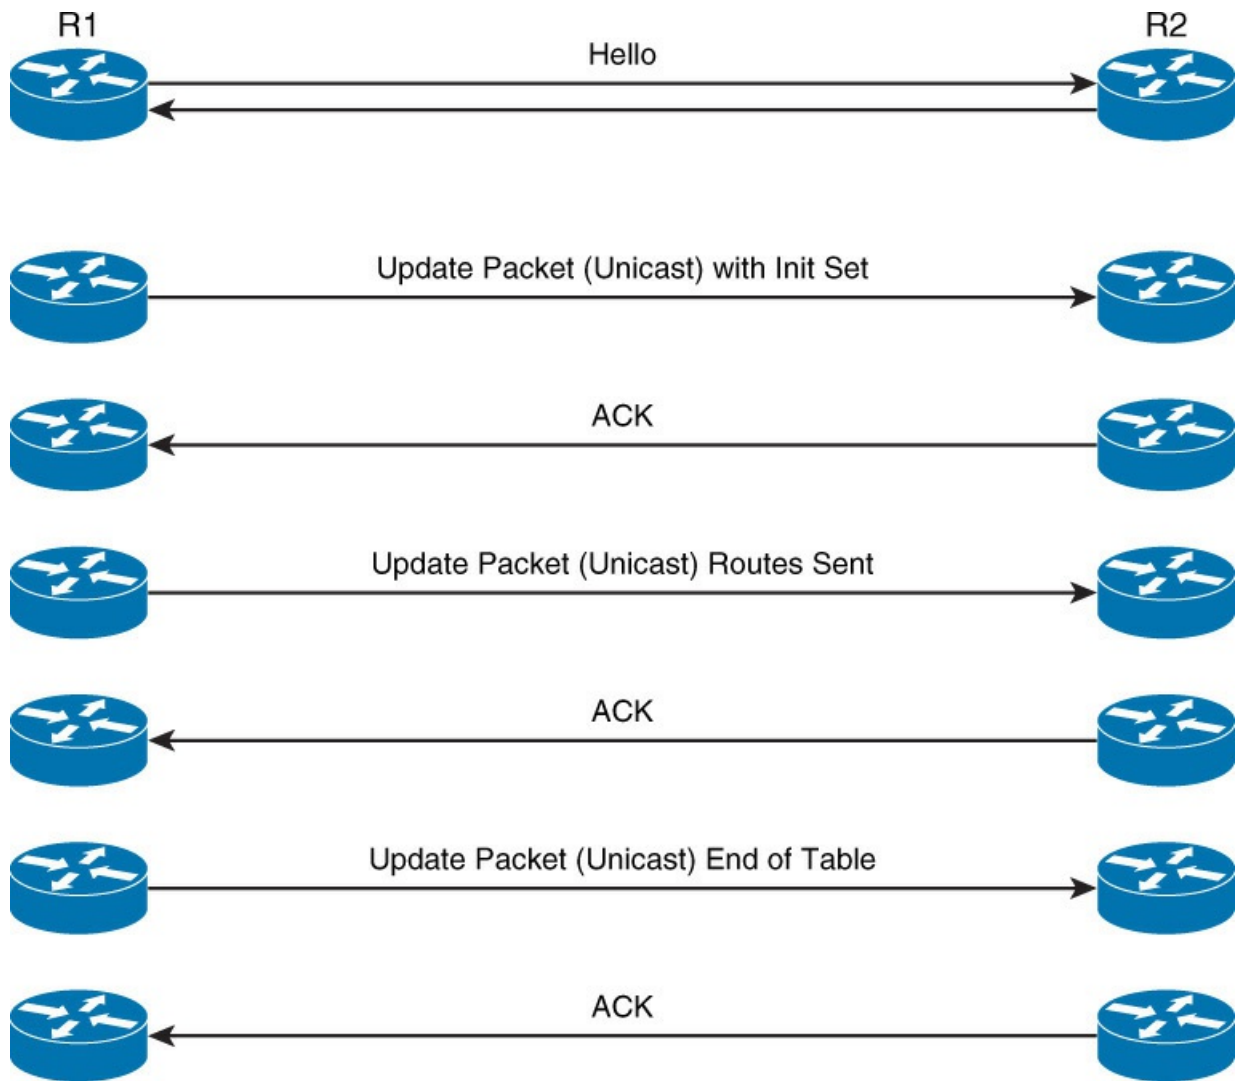 R1
R2
Hello
Update Packet (Unicast) with Init Set
ACK
Update Packet (Unicast) Routes Sent
ACK
Update Packet (Unicast) End of Table
ACK